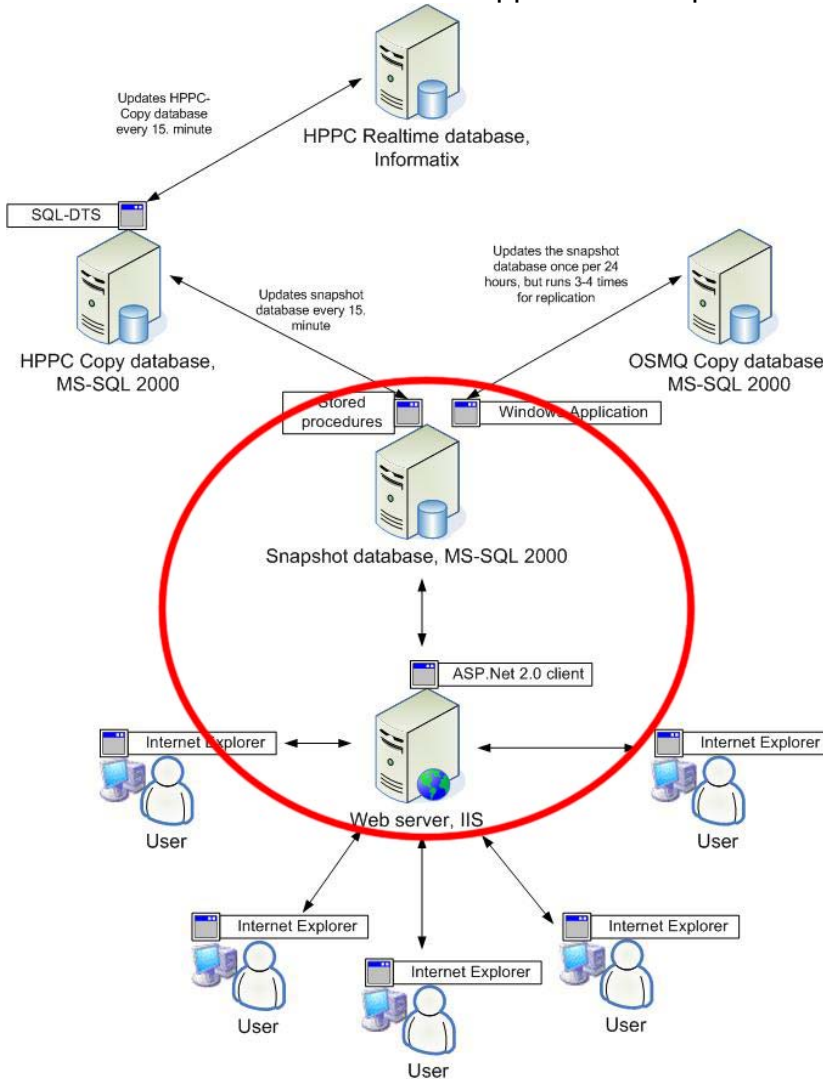 Updates HPPC-
Copy database
every 15. minute
HPPC Realtime database,
Informatix
SQL-DTS
Updates the snapshot
database once per 24
hours, but runs 3-4 times
for replication
Updates snapshot
database every 15.
minute
HPPC Copy database,
MS-SQL 2000
OSMQ Copy database
MS-SQL 2000
Stored
procedures
Windows Application
Snapshot database, MS-SQL 2000
ASP.Net 2.0 client
Internet Explorer
Internet Explorer
User
Web server, IIS
User
Internet Explorer
Internet Explorer
Internet Explorer
User
User
User